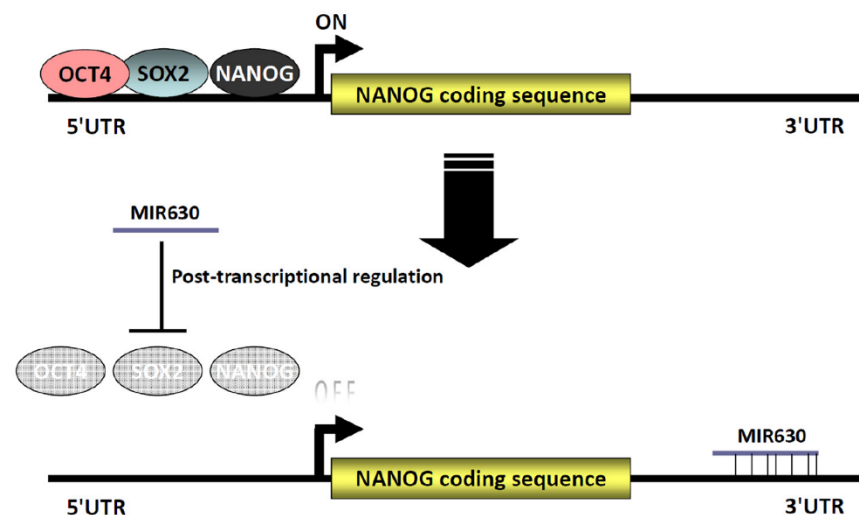 ON
OCT4 SOX2 NANOG
NANOG coding sequence
5'UTR 3'UTR
MIR630
Post-transcriptional regulation
OCT4 SOX2 NANOG
OFF
MIR630
NANOG coding sequence
5'UTR 3'UTR